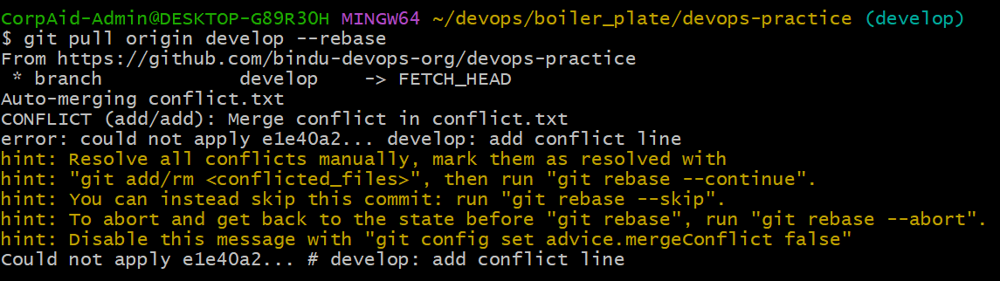 CorpAid-Admin@DESKTOP-G89R3OH MINGW64 ~/devops/boiler_plate/devops-practice (develop)
$ git pull origin develop --rebase
From https://github.com/bindu-devops-org/devops-practice
 * branch            develop    -> FETCH_HEAD
Auto-merging conflict.txt
CONFLICT (add/add): Merge conflict in conflict.txt
error: could not apply e1e40a2... develop: add conflict line
hint: Resolve all conflicts manually, mark them as resolved with
hint: "git add/rm <conflicted_files>", then run "git rebase --continue".
hint: You can instead skip this commit: run "git rebase --skip".
hint: To abort and get back to the state before "git rebase", run "git rebase --abort".
hint: Disable this message with "git config set advice.mergeConflict false"
Could not apply e1e40a2... # develop: add conflict line